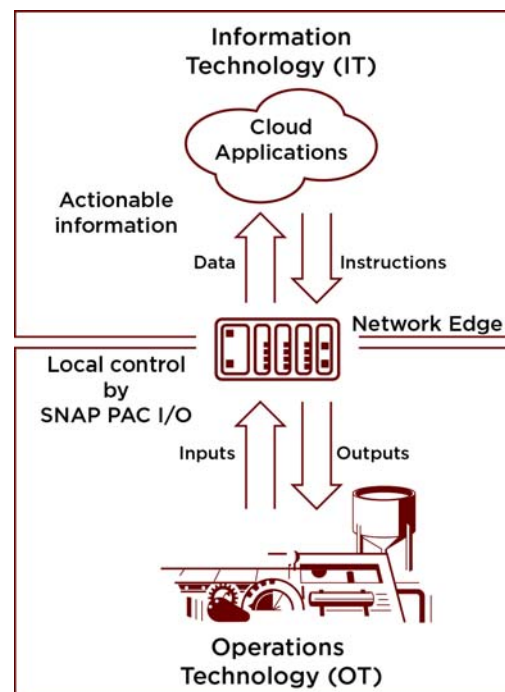 Information
Technology (IT)
Cloud
Applications
Actionable
information
Data
Instructions
Network Edge
Local control
by
SNAP PAC I/O
Inputs
Outputs
Operations
Technology (OT)